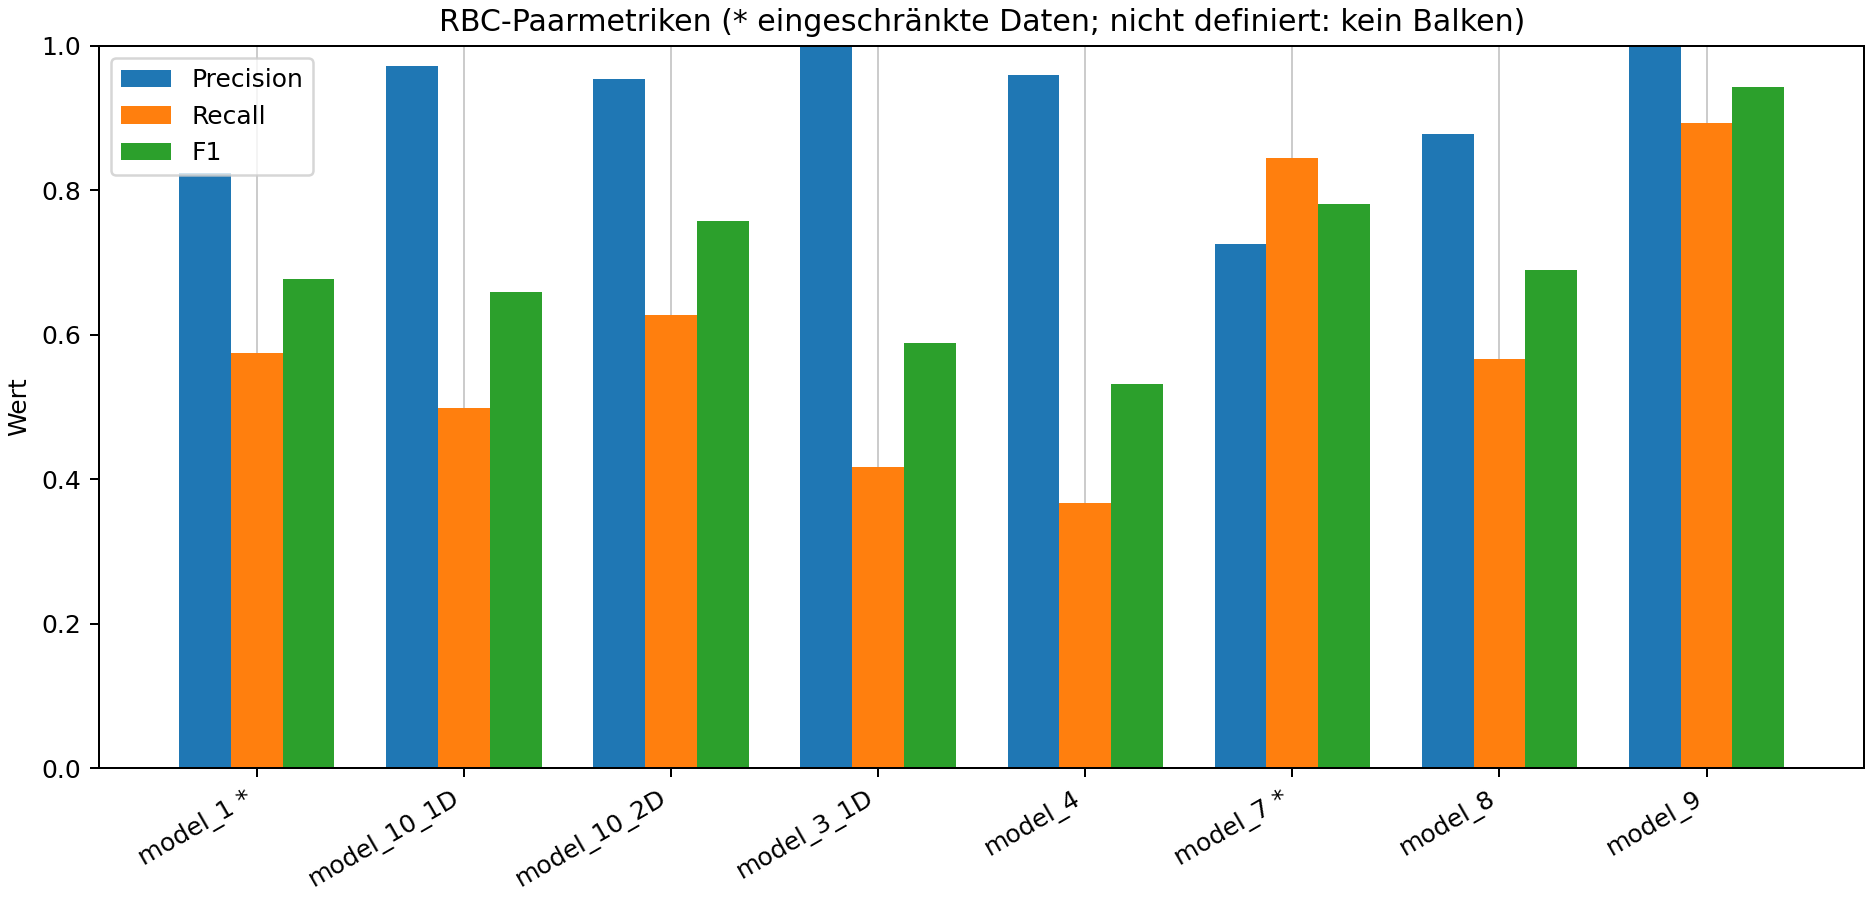 RBC-Paarmetriken (* eingeschränkte Daten; nicht definiert: kein Balken)
Precision
Recall
F1
Wert
1.0
0.8
0.6
0.4
0.2
0.0
model_1 *
model_10_1D
model_10_2D
model_3_1D
model_4
model_7 *
model_8
model_9